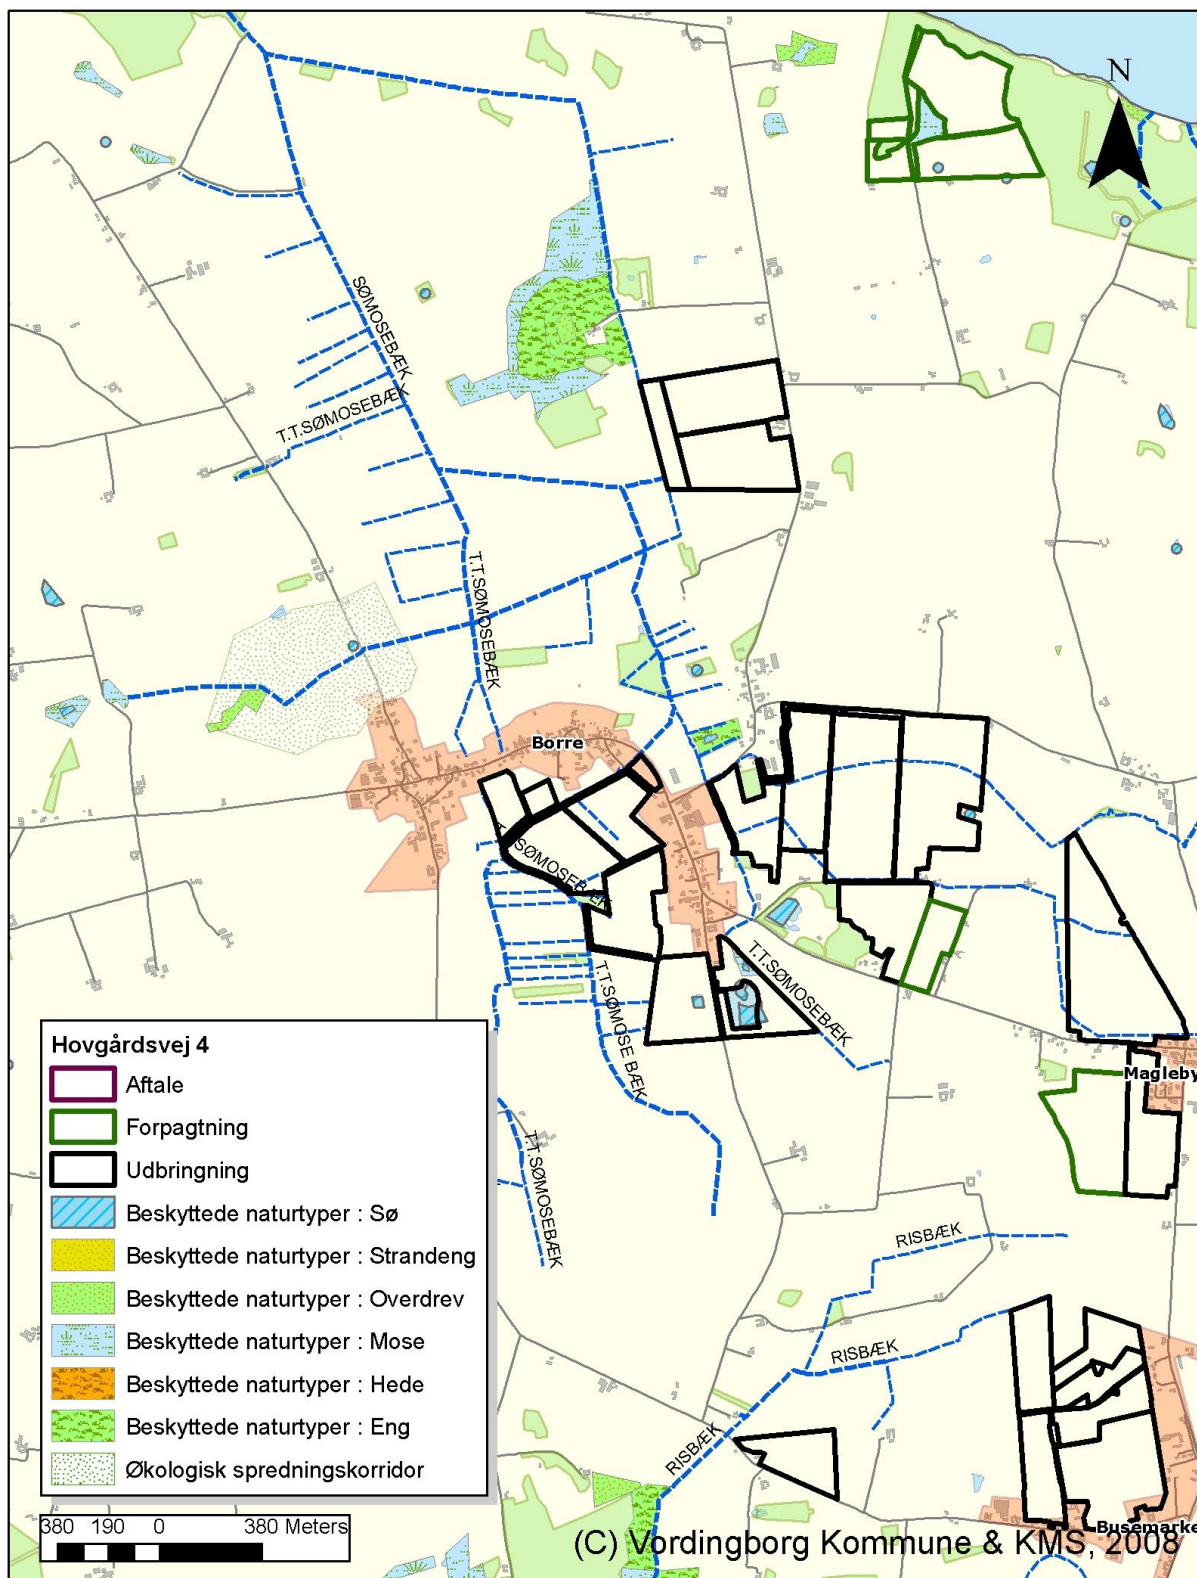 N
SØMOSEBÆK
T.T.SØMOSEBÆK
T.T.SØMOSEBÆK
Borre
SØMOSEBÆK
T.T.SØMOSEBÆK
T.T.SØMOSE BÆK
T.T.SØMOSEBÆK
Magleby
RISBÆK
RISBÆK
RISBÆK
Busemarke
Hovgårdsvej 4
Aftale
Forpagtning
Udbringning
Beskyttede naturtyper : Sø
Beskyttede naturtyper : Strandeng
Beskyttede naturtyper : Overdrev
Beskyttede naturtyper : Mose
Beskyttede naturtyper : Hede
Beskyttede naturtyper : Eng
Økologisk spredningskorridor
380 190 0 380 Meters
(C) Vordingborg Kommune & KMS, 2008